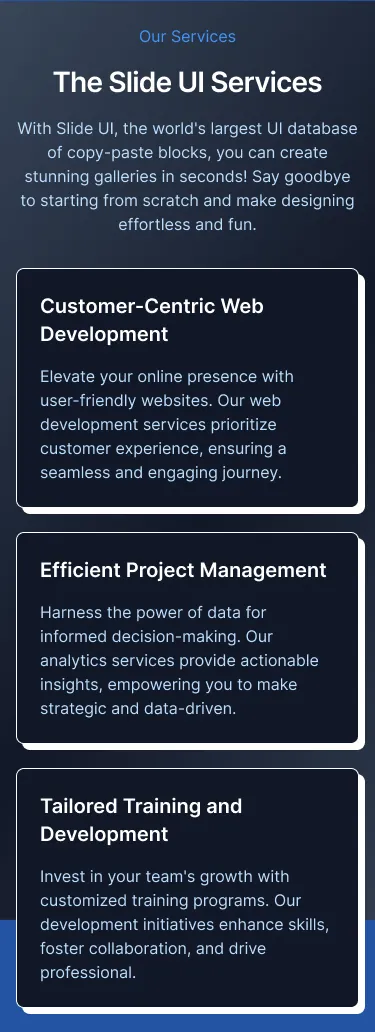 Our Services
The Slide UI Services
With Slide UI, the world's largest UI database
of copy-paste blocks, you can create
stunning galleries in seconds! Say goodbye
to starting from scratch and make designing
effortless and fun.
Customer-Centric Web
Development
Elevate your online presence with
user-friendly websites. Our web
development services prioritize
customer experience, ensuring a
seamless and engaging journey.
Efficient Project Management
Harness the power of data for
informed decision-making. Our
analytics services provide actionable
insights, empowering you to make
strategic and data-driven.
Tailored Training and
Development
Invest in your team's growth with
customized training programs. Our
development initiatives enhance skills,
foster collaboration, and drive
professional.